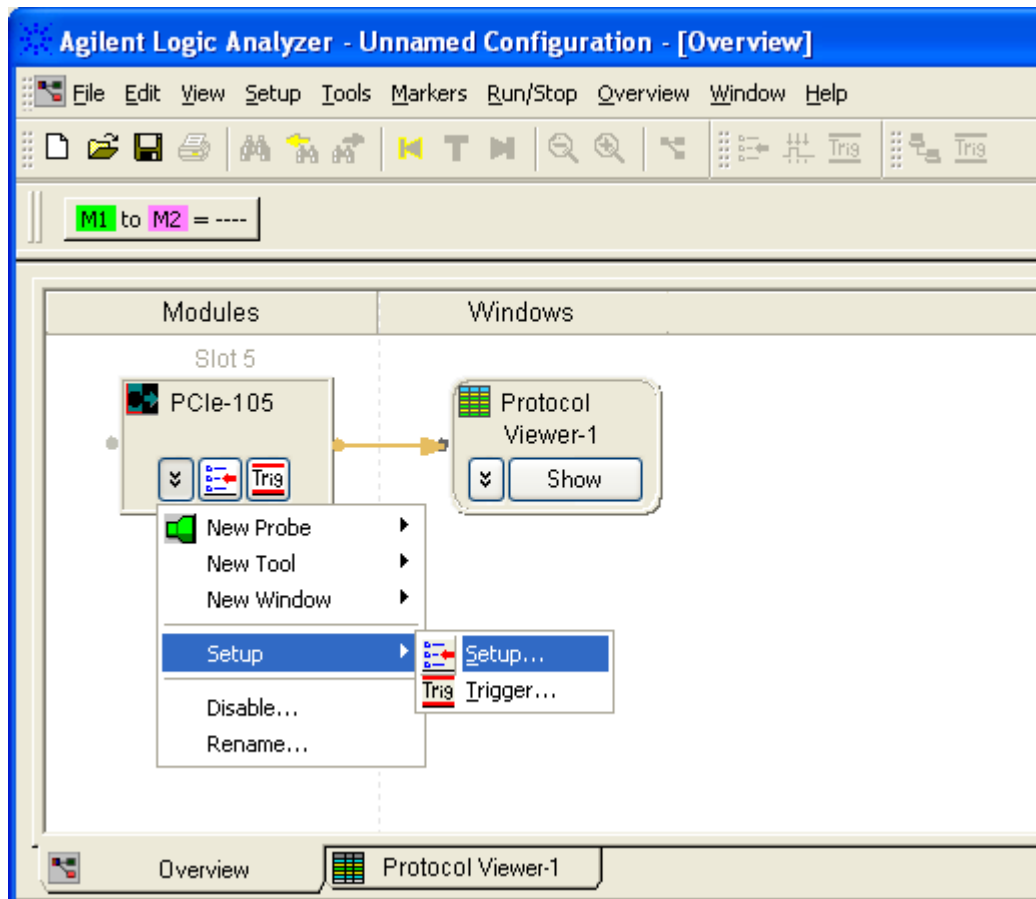 Agilent Logic Analyzer - Unnamed Configuration - [Overview]
File Edit View Setup Tools Markers Run/Stop Overview Window Help
T Trig Trig
M1 to M2 = ----
Modules Windows
Slot 5
PCIe-105
Protocol
Viewer-1
Trig
Show
New Probe
New Tool
New Window
Setup
Setup...
Trig Trigger...
Disable...
Rename...
Overview Protocol Viewer-1